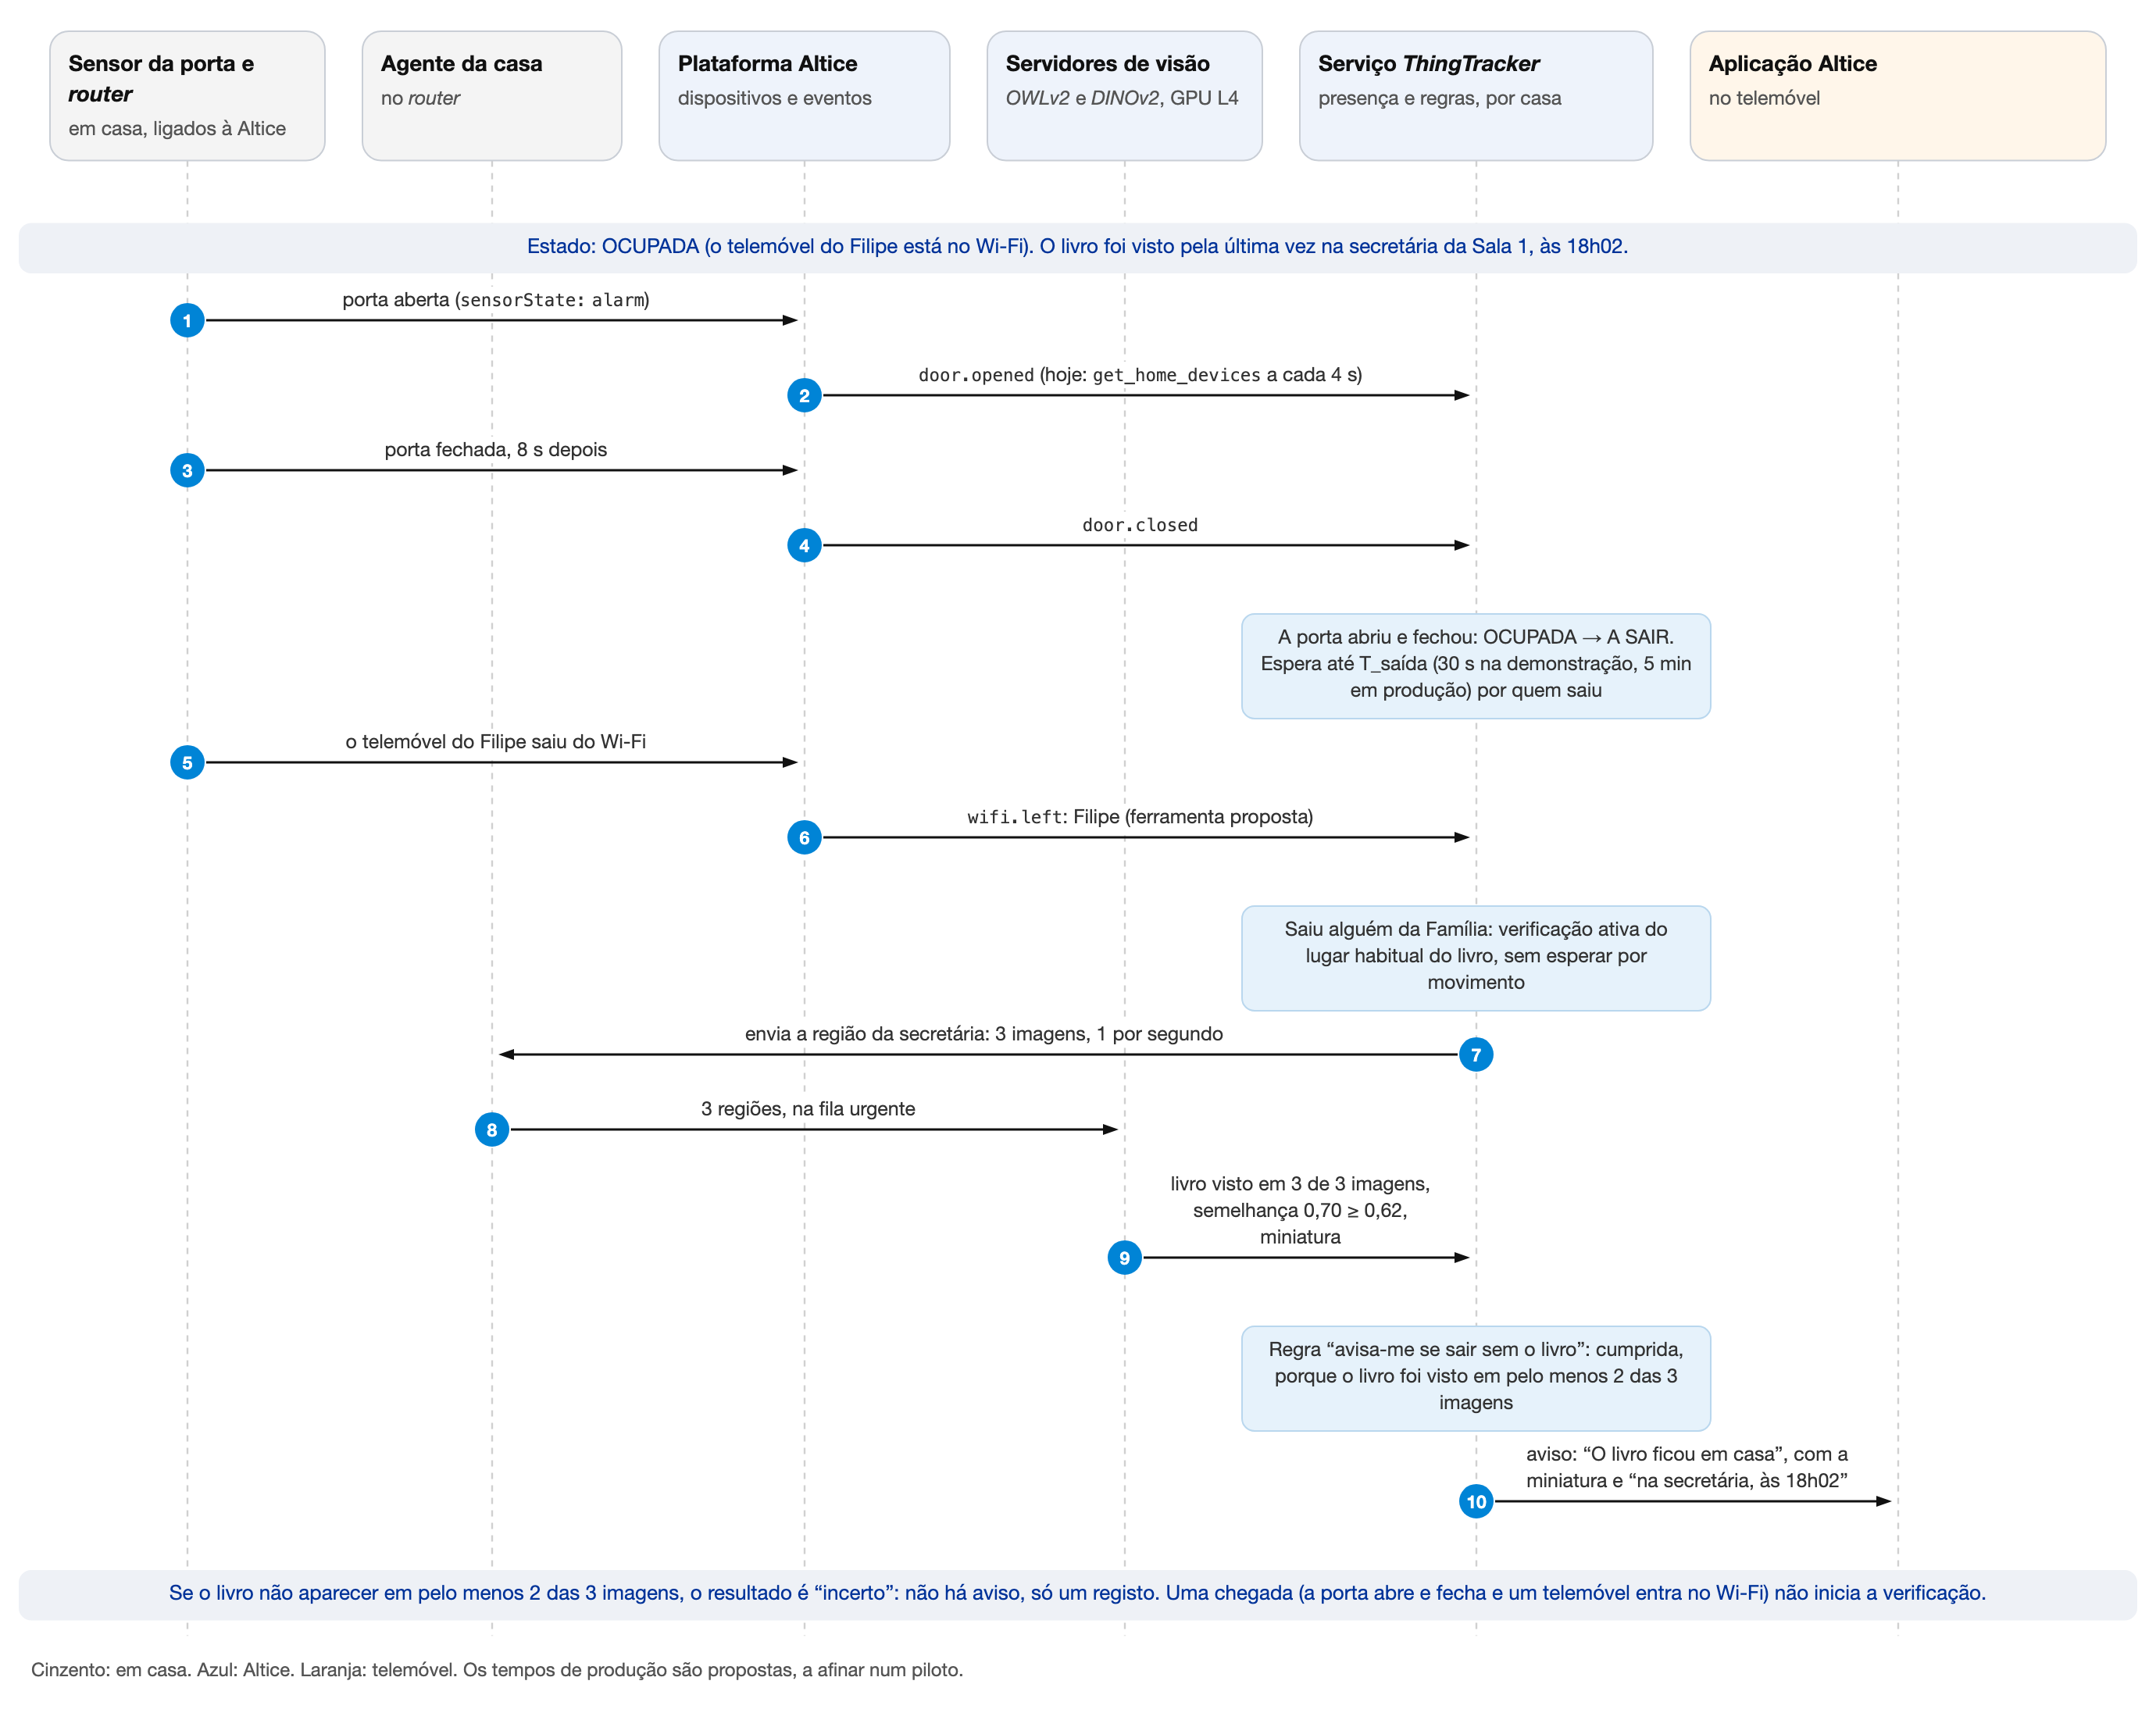 Sensor da porta e
router
em casa, ligados à Altice
Agente da casa
no router
Plataforma Altice
dispositivos e eventos
Servidores de visão
OWLv2 e DINOv2, GPU L4
Serviço ThingTracker
presença e regras, por casa
Aplicação Altice
no telemóvel
Estado: OCUPADA (o telemóvel do Filipe está no Wi-Fi). O livro foi visto pela última vez na secretária da Sala 1, às 18h02.
porta aberta (sensorState: alarm)
1
door.opened (hoje: get_home_devices a cada 4 s)
2
porta fechada, 8 s depois
3
door.closed
4
A porta abriu e fechou: OCUPADA → A SAIR.
Espera até T_saída (30 s na demonstração, 5 min
em produção) por quem saiu
o telemóvel do Filipe saiu do Wi-Fi
5
wifi.left: Filipe (ferramenta proposta)
6
Saiu alguém da Família: verificação ativa do
lugar habitual do livro, sem esperar por
movimento
envia a região da secretária: 3 imagens, 1 por segundo
7
3 regiões, na fila urgente
8
livro visto em 3 de 3 imagens,
semelhança 0,70 ≥ 0,62,
miniatura
9
Regra “avisa-me se sair sem o livro”: cumprida,
porque o livro foi visto em pelo menos 2 das 3
imagens
aviso: “O livro ficou em casa”, com a
miniatura e “na secretária, às 18h02”
10
Se o livro não aparecer em pelo menos 2 das 3 imagens, o resultado é “incerto”: não há aviso, só um registo. Uma chegada (a porta abre e fecha e um telemóvel entra no Wi-Fi) não inicia a verificação.
Cinzento: em casa. Azul: Altice. Laranja: telemóvel. Os tempos de produção são propostas, a afinar num piloto.